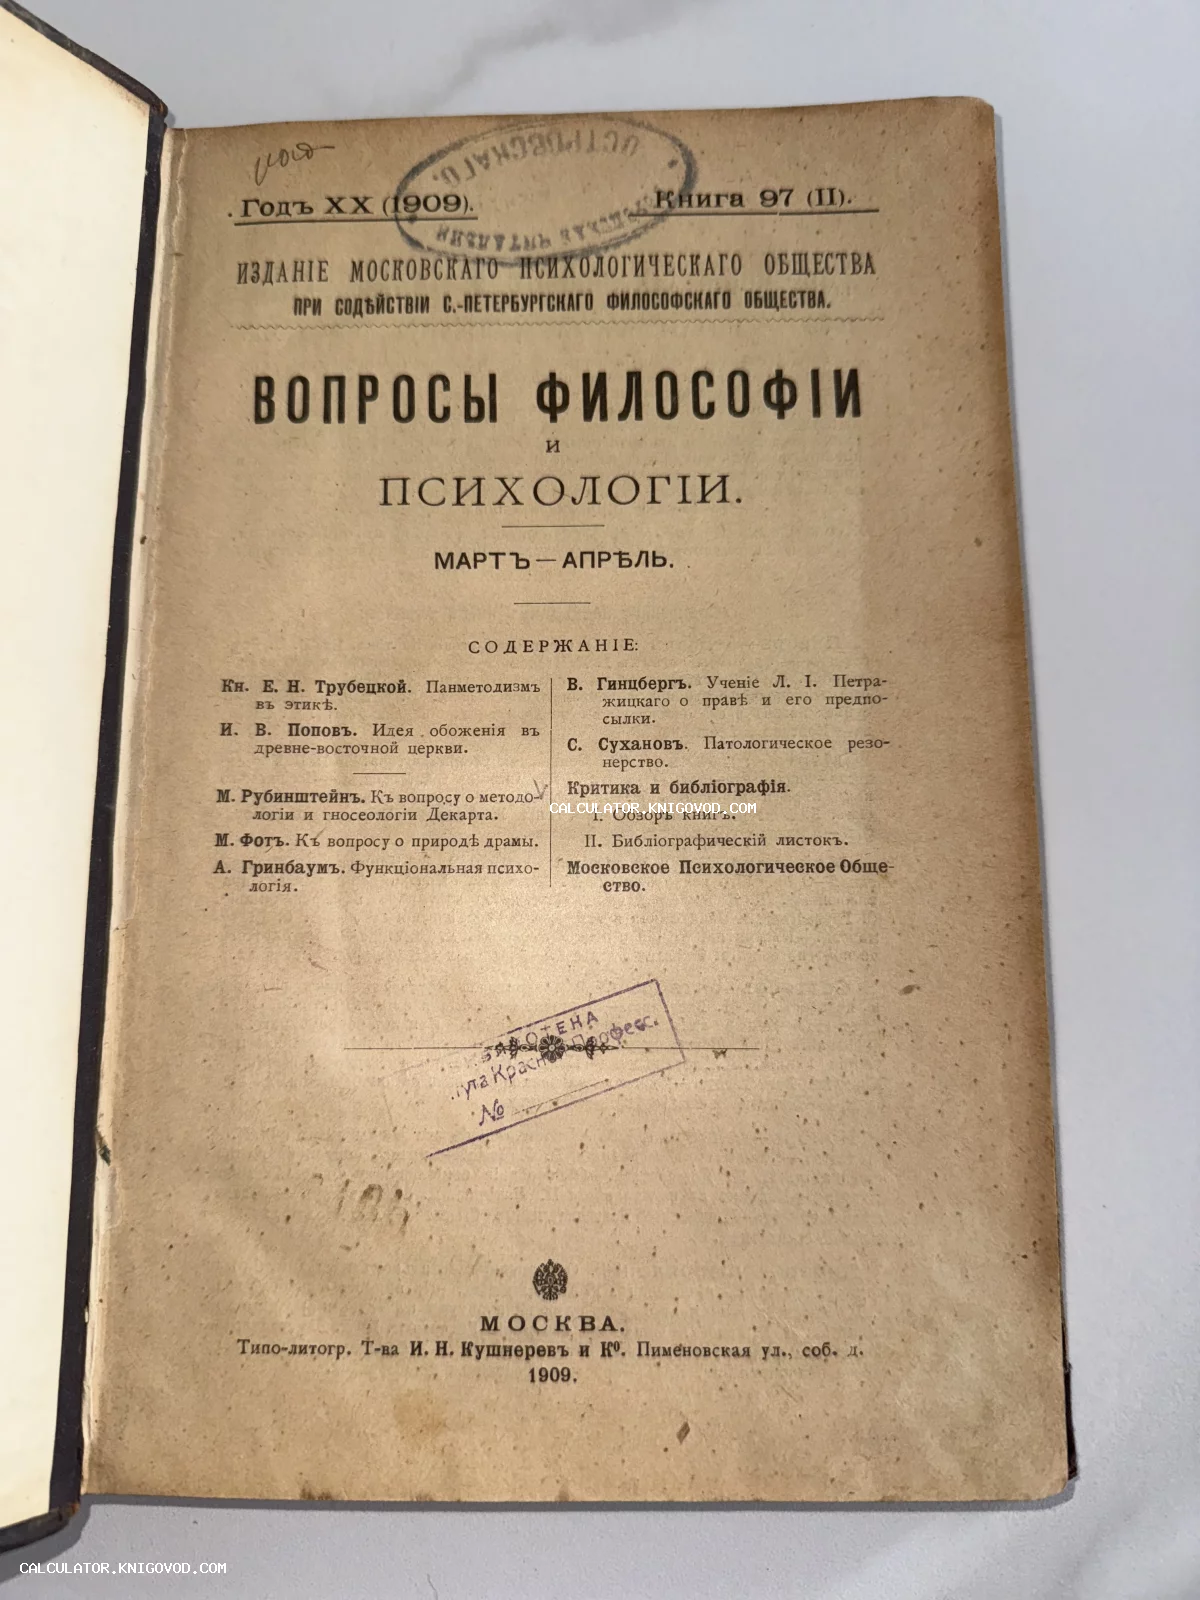 Годъ XX (1909).
Книга 97 (II).
ОСТРОВСКАГО.
ИЗДАНІЕ МОСКОВСКАГО ПСИХОЛОГИЧЕСКАГО ОБЩЕСТВА
ПРИ СОДѢЙСТВІИ С.-ПЕТЕРБУРГСКАГО ФИЛОСОФСКАГО ОБЩЕСТВА.
ВОПРОСЫ ФИЛОСОФІИ
И
ПСИХОЛОГІИ.
МАРТЪ—АПРѢЛЬ.
СОДЕРЖАНІЕ:
Кн. Е. Н. Трубецкой. Панметодизмъ
въ этикѣ.
И. В. Поповъ. Идея обоженія въ
древне-восточной церкви.
М. Рубинштейнъ. Къ вопросу о методо-
логіи и гносеологіи Декарта.
М. Фотъ. Къ вопросу о природѣ драмы.
А. Гринбаумъ. Функціональная психо-
логія.
В. Гинцбергъ. Ученіе Л. І. Петра-
жицкаго о правѣ и его предпо-
сылки.
С. Сухановъ. Патологическое резо-
нерство.
Критика и библіографія.
CALCULATOR.KNIGOVOD.COM
I. Обзоръ книгъ.
II. Библіографическій листокъ.
Московское Психологическое Обще-
ство.
Красной Професс.
№
МОСКВА.
Типо-литогр. Т-ва И. Н. Кушнеревъ и Кº. Пименовская ул., соб. д.
1909.
CALCULATOR.KNIGOVOD.COM